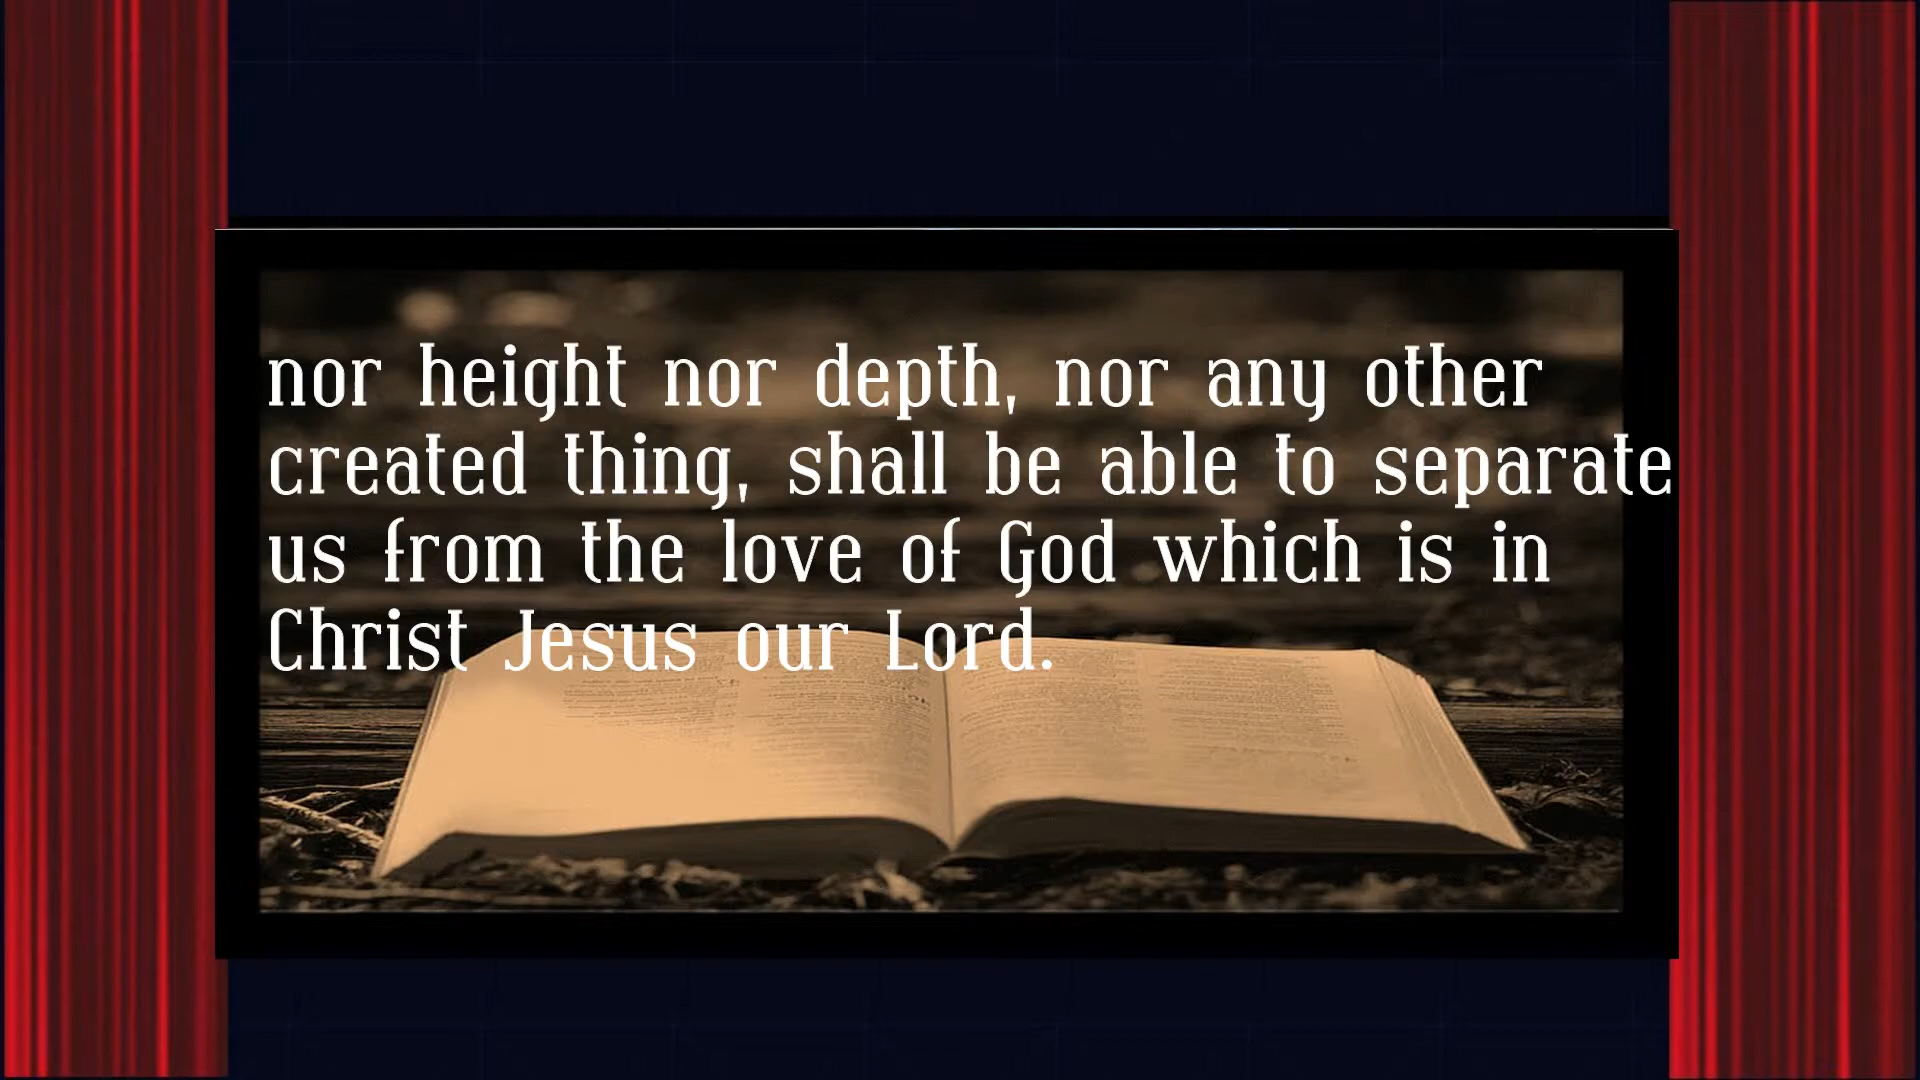 nor height nor depth, nor any other
created thing, shall be able to separate
us from the love of God which is in
Christ Jesus our Lord.